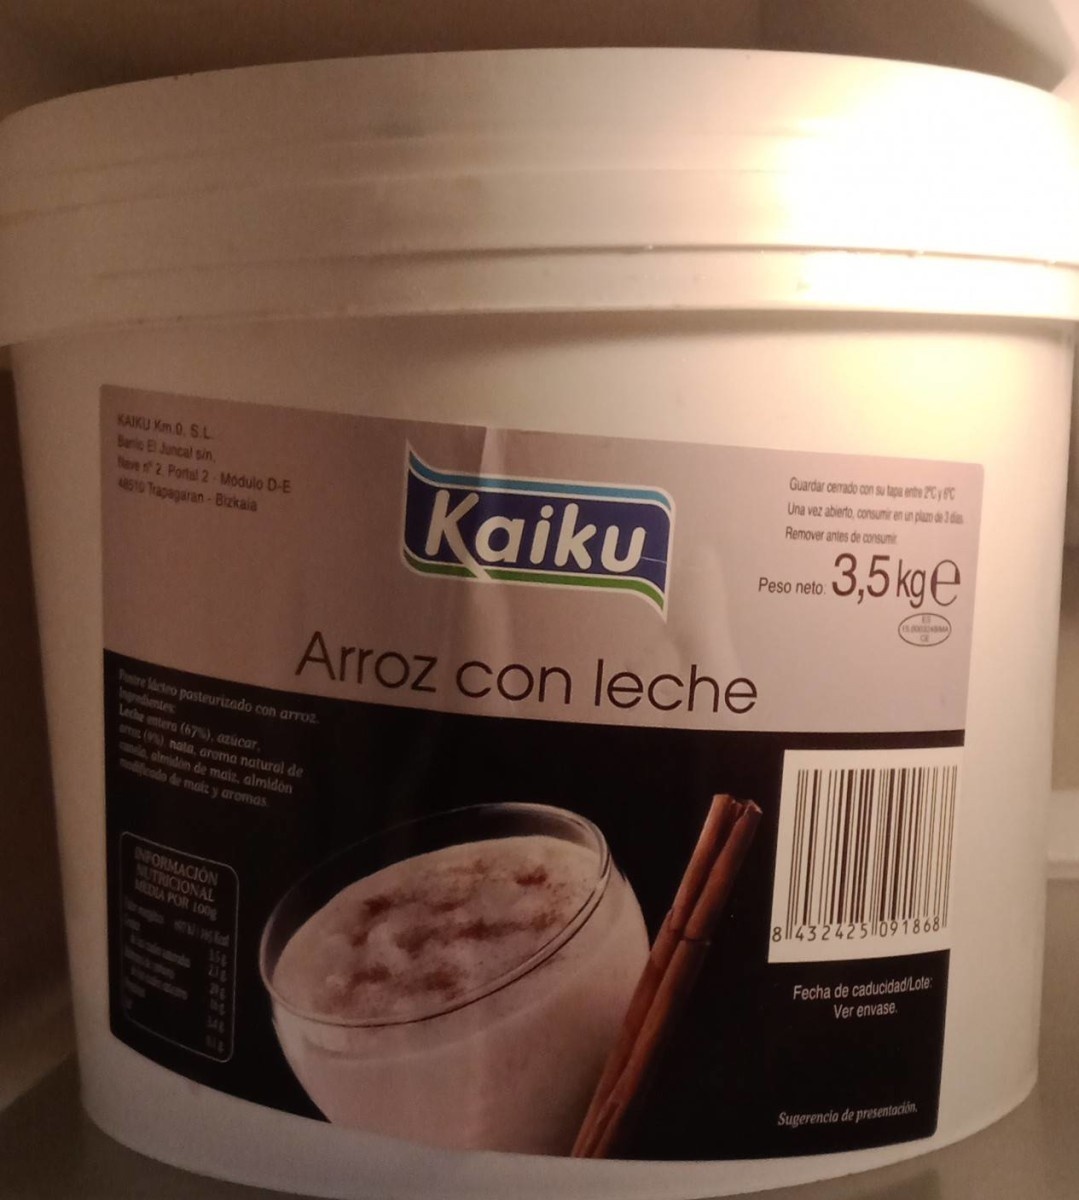 KAIKU Km.0, S.L.
Barrio El Juncal s/n.
Nave nº 2. Portal 2 - Módulo D-E
48510 Trapagaran - Bizkaia
Kaiku
Guardar cerrado con su tapa entre 2ºC y 6ºC
Una vez abierto, consumir en un plazo de 3 días
Remover antes de consumir.
Peso neto: 3,5 kg e
ES
CE
Arroz con leche
Postre lácteo pasteurizado con arroz.
Ingredientes:
Leche entera (67%), azúcar,
arroz (9%), nata, aroma natural de
canela, almidón de maíz, almidón
modificado de maíz y aromas.
INFORMACIÓN
NUTRICIONAL
MEDIA POR 100g
8 432425 091868
Fecha de caducidad/Lote:
Ver envase.
Sugerencia de presentación.